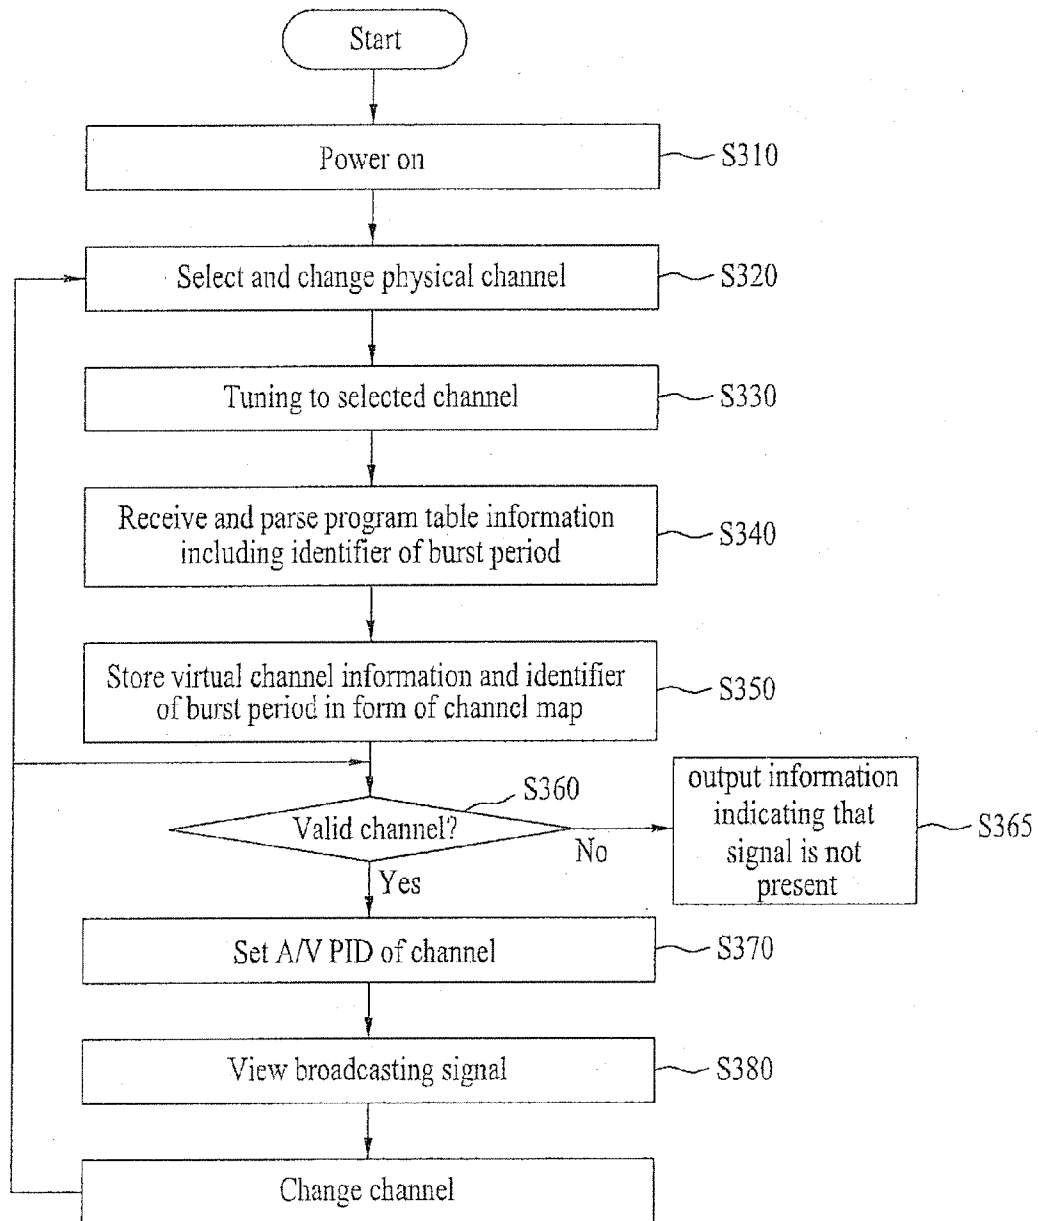 Start
Power on
S310
Select and change physical channel
S320
Tuning to selected channel
S330
Receive and parse program table information
including identifier of burst period
S340
Store virtual channel information and identifier
of burst period in form of channel map
S350
Valid channel?
S360
No
output information
indicating that
signal is not
present
S365
Yes
Set A/V PID of channel
S370
View broadcasting signal
S380
Change channel